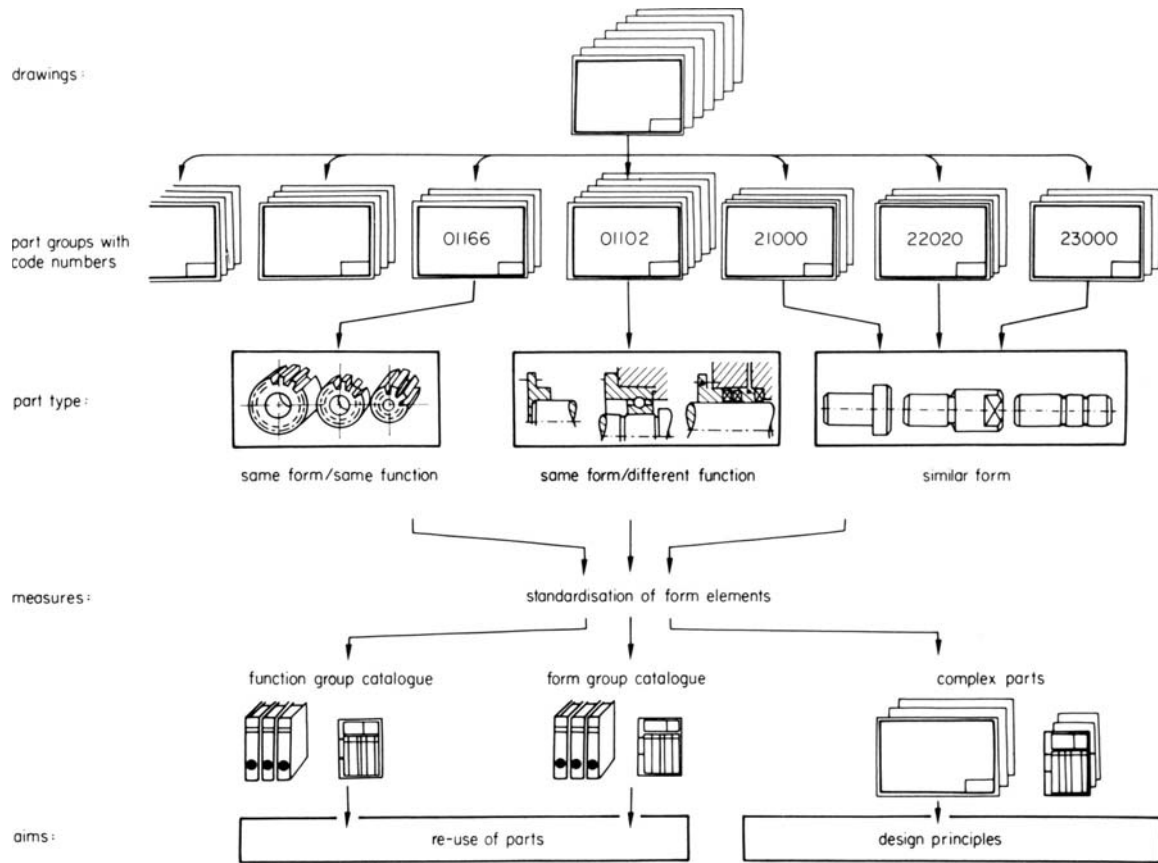 drawings:
part groups with
code numbers
01166
01102
21000
22020
23000
part type:
same form/same function
same form/different function
similar form
measures:
standardisation of form elements
function group catalogue
form group catalogue
complex parts
aims:
re-use of parts
design principles